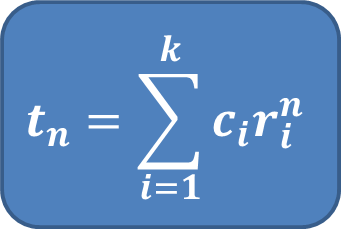 t_n = \sum_{i=1}^{k} c_i r_i^n